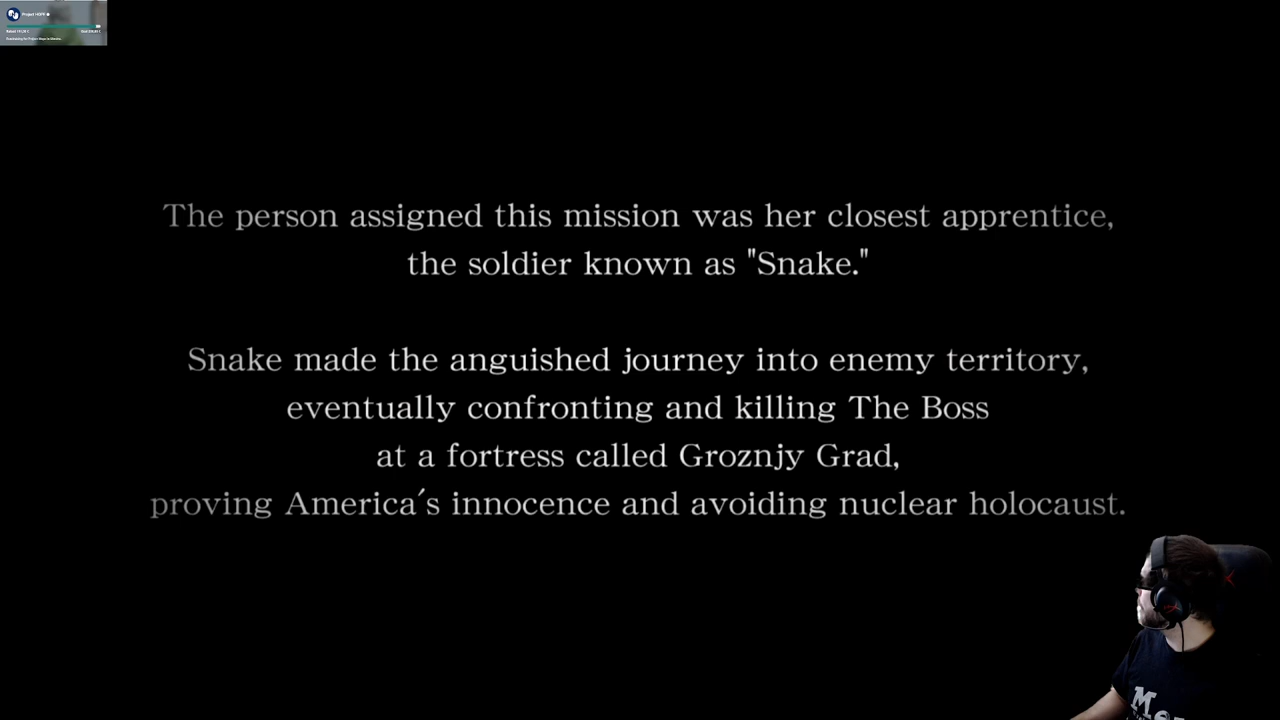 Project HOPE
The person assigned this mission was her closest apprentice,
the soldier known as "Snake."
Snake made the anguished journey into enemy territory,
eventually confronting and killing The Boss
at a fortress called Groznjy Grad,
proving America's innocence and avoiding nuclear holocaust.